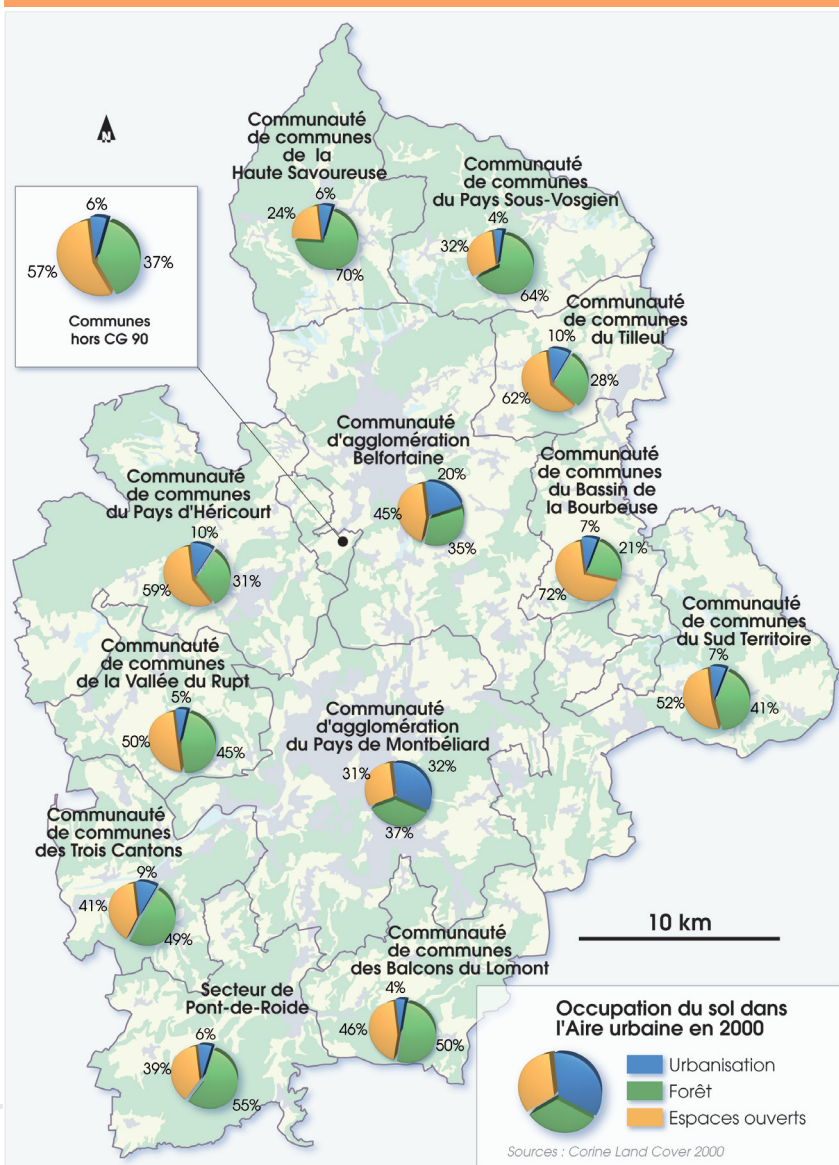 N
Communauté
de communes
de la
Haute Savoureuse
6%
24%
70%
Communauté
de communes
du Pays Sous-Vosgien
4%
32%
64%
6%
57%
37%
Communes
hors CG 90
Communauté
de communes
du Tilleul
10%
28%
62%
Communauté
d'agglomération
Belfortaine
20%
45%
35%
Communauté
de communes
du Bassin de
la Bourbeuse
7%
21%
72%
Communauté
de communes
du Pays d'Héricourt
10%
59%
31%
Communauté
de communes
du Sud Territoire
7%
52%
41%
Communauté
de communes
de la Vallée du Rupt
5%
50%
45%
Communauté
d'agglomération
du Pays de Montbéliard
31%
32%
37%
Communauté
de communes
des Trois Cantons
9%
41%
49%
10 km
Communauté
de communes
des Balcons du Lomont
4%
46%
50%
Secteur de
Pont-de-Roide
6%
39%
55%
Occupation du sol dans
l'Aire urbaine en 2000
Urbanisation
Forêt
Espaces ouverts
Sources : Corine Land Cover 2000